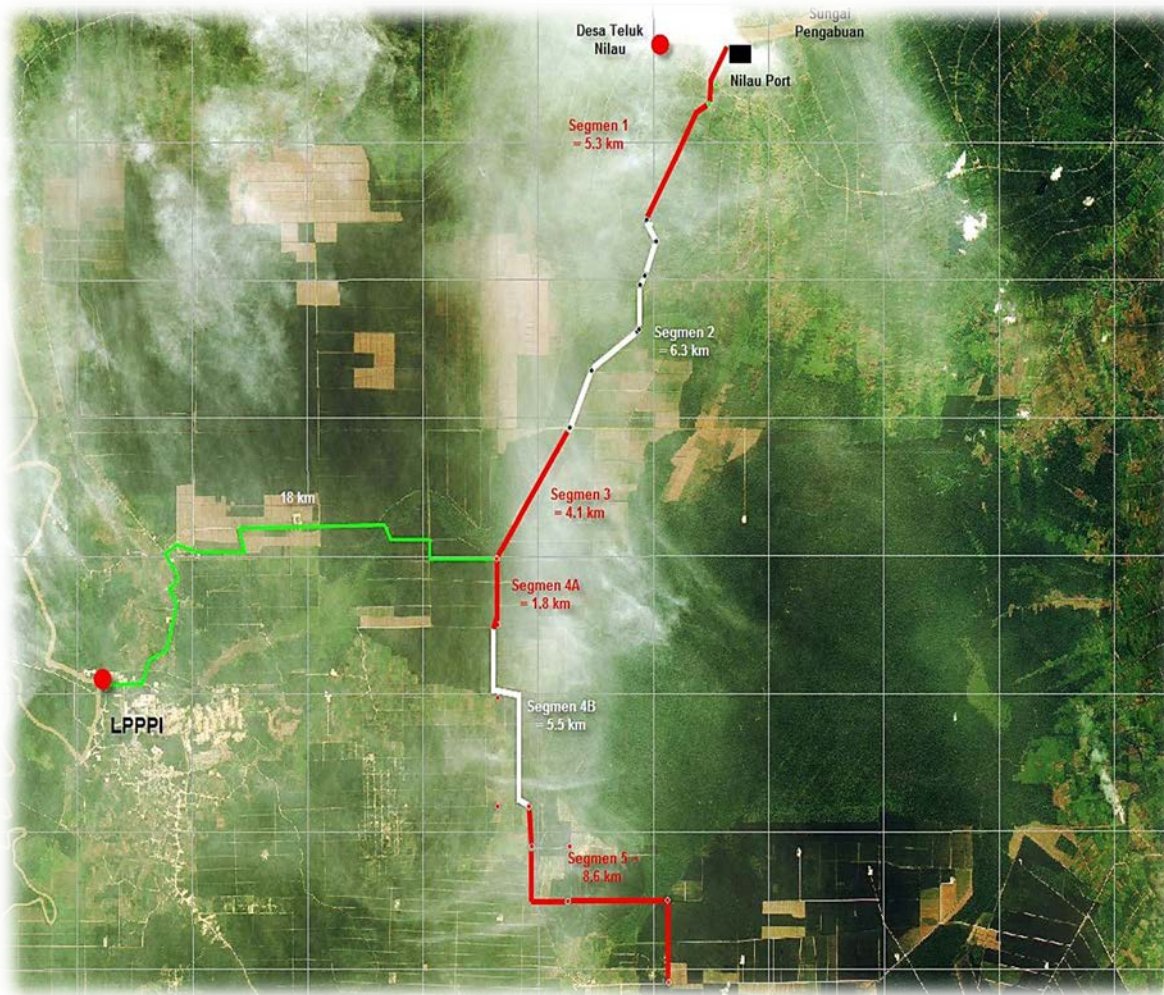 Sungai
Pengabuan
Desa Teluk
Nilau
Nilau Port
Segmen 1
= 5.3 km
Segmen 2
= 6.3 km
Segmen 3
= 4.1 km
18 km
Segmen 4A
= 1.8 km
LPPPI
Segmen 4B
= 5.5 km
Segmen 5 =
8,6 km